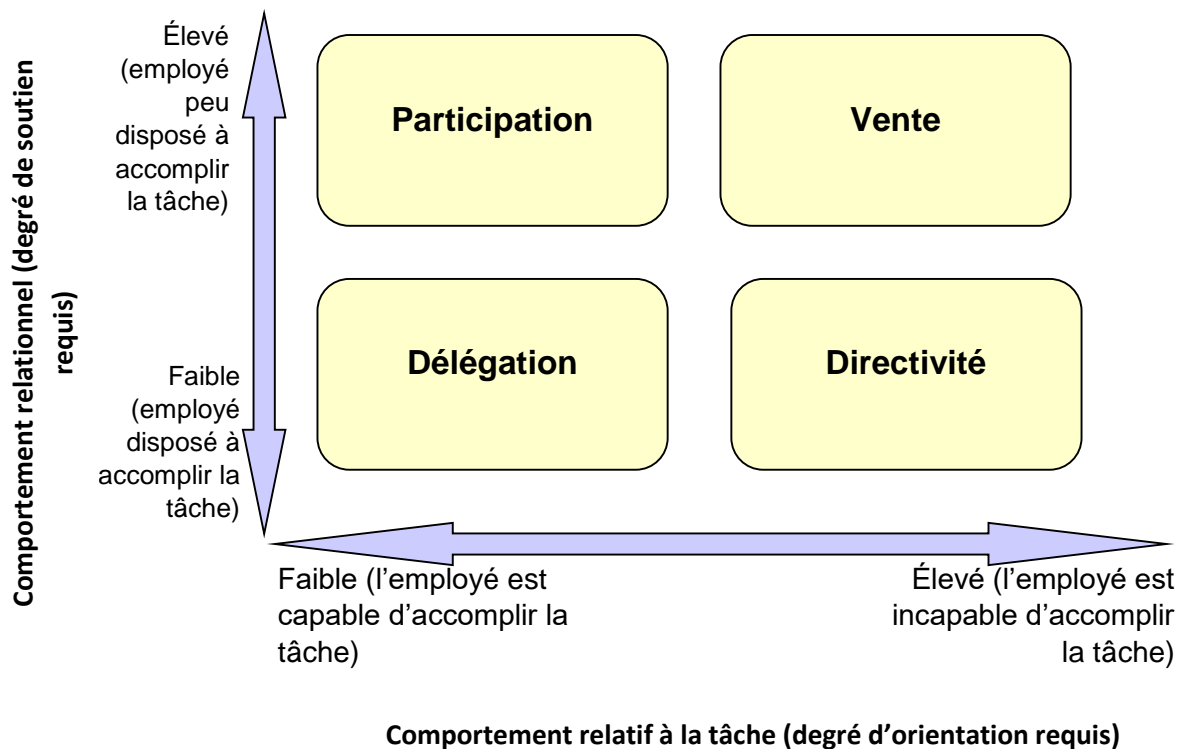 Comportement relationnel (degré de soutien
requis)
Élevé
(employé
peu
disposé à
accomplir
la tâche)
Participation
Vente
Faible
(employé
disposé à
accomplir la
tâche)
Délégation
Directivité
Faible (l’employé est
capable d’accomplir la
tâche)
Élevé (l’employé est
incapable d’accomplir
la tâche)
Comportement relatif à la tâche (degré d’orientation requis)